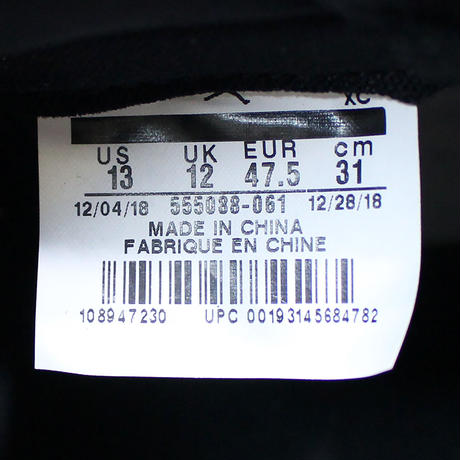 XC
US UK EUR cm
13 12 47.5 31
12/04/18 555088-061 12/28/18
MADE IN CHINA
FABRIQUE EN CHINE
108947230 UPC 00193145684782